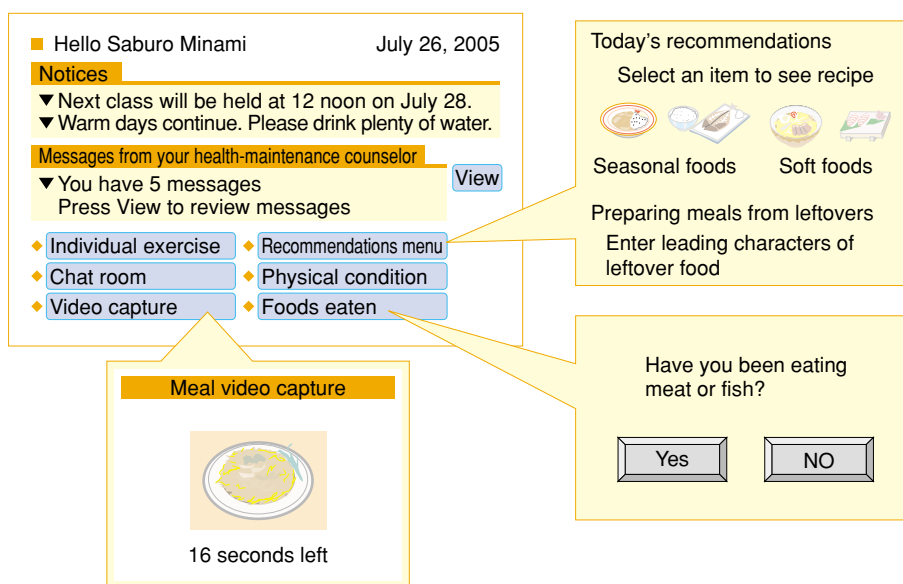 Hello Saburo Minami July 26, 2005
Notices
▼Next class will be held at 12 noon on July 28.
▼Warm days continue. Please drink plenty of water.
Messages from your health-maintenance counselor
▼You have 5 messages
Press View to review messages
View
Individual exercise
Recommendations menu
Chat room
Physical condition
Video capture
Foods eaten
Today's recommendations
Select an item to see recipe
Seasonal foods
Soft foods
Preparing meals from leftovers
Enter leading characters of
leftover food
Meal video capture
16 seconds left
Have you been eating
meat or fish?
Yes
NO